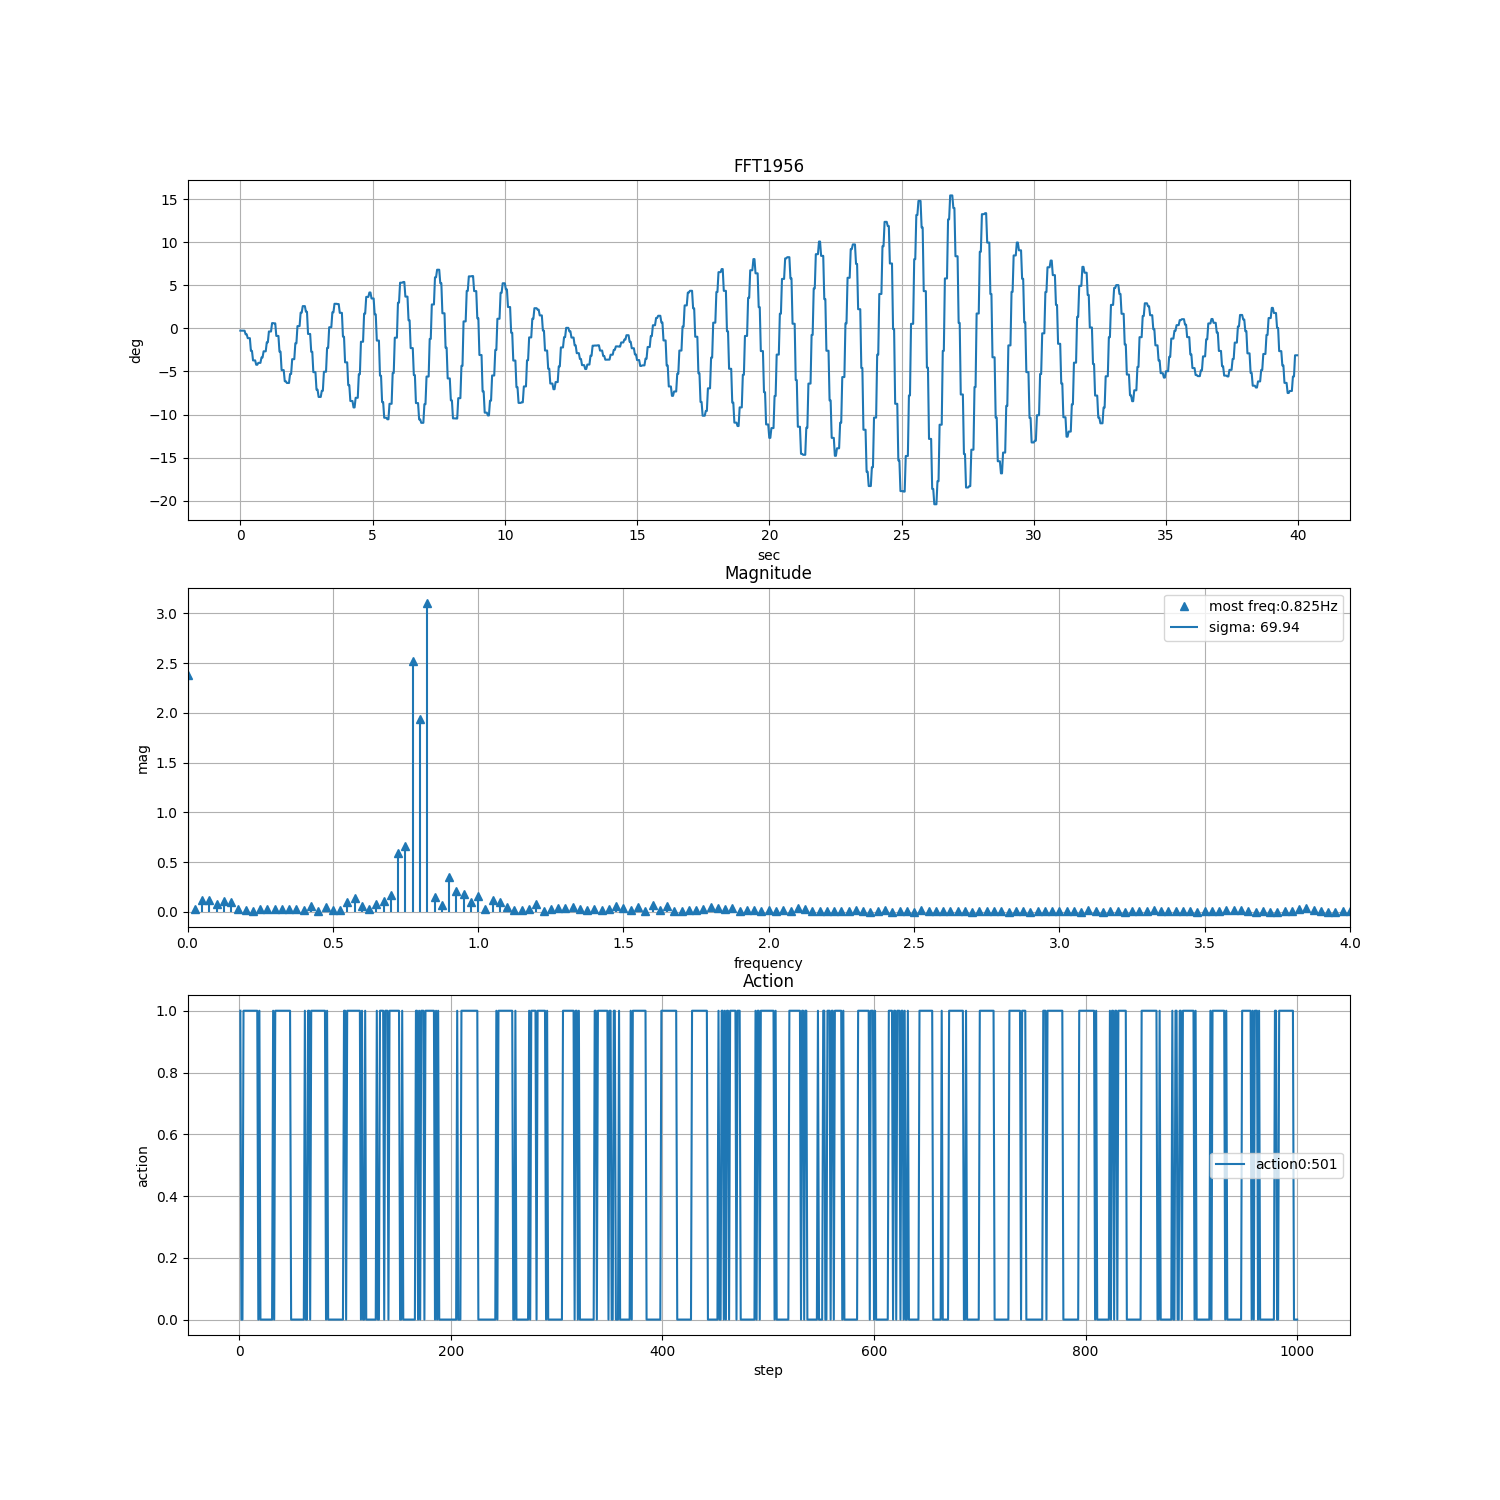 FFT1956
15
10
5
0
−5
−10
−15
−20
deg
0 5 10 15 20 25 30 35 40
sec
Magnitude
3.0
2.5
2.0
1.5
1.0
0.5
0.0
mag
most freq:0.825Hz
sigma: 69.94
0.0 0.5 1.0 1.5 2.0 2.5 3.0 3.5 4.0
frequency
Action
1.0
0.8
0.6
0.4
0.2
0.0
action
action0:501
0 200 400 600 800 1000
step